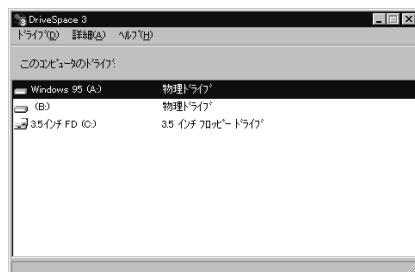 DriveSpace 3
ﾄﾞﾗｲﾌﾞ(D) 詳細(A) ﾍﾙﾌﾟ(H)
このｺﾝﾋﾟｭｰﾀのﾄﾞﾗｲﾌﾞ:
Windows 95 (A:) 物理ﾄﾞﾗｲﾌﾞ
(B:) 物理ﾄﾞﾗｲﾌﾞ
3.5インチ FD (C:) 3.5 インチ ﾌﾛｯﾋﾟｰ ﾄﾞﾗｲﾌﾞ